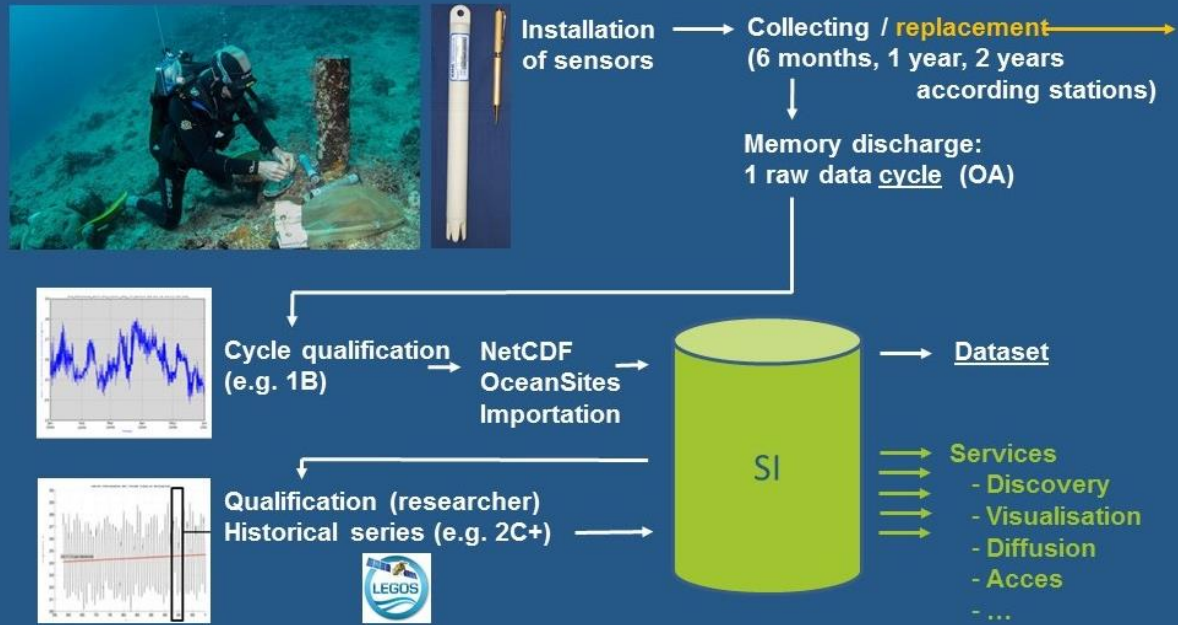 Installation
of sensors
Collecting / replacement
(6 months, 1 year, 2 years
according stations)
Memory discharge:
1 raw data cycle (OA)
Cycle qualification
(e.g. 1B)
NetCDF
OceanSites
Importation
SI
Dataset
Qualification (researcher)
Historical series (e.g. 2C+)
LEGOS
Services
- Discovery
- Visualisation
- Diffusion
- Acces
- ...